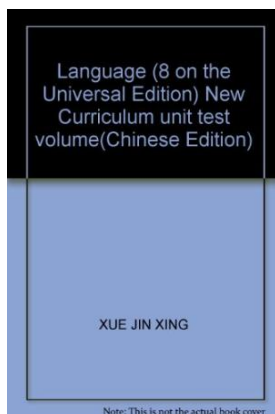 Language (8 on the
Universal Edition) New
Curriculum unit test
volume(Chinese Edition)
XUE JIN XING
Note: This is not the actual book cover